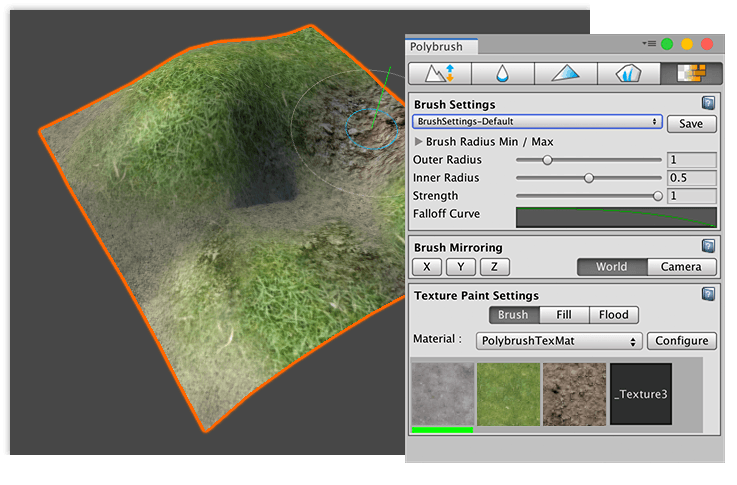 Polybrush
Brush Settings
BrushSettings-Default
Save
Brush Radius Min / Max
Outer Radius 1
Inner Radius 0.5
Strength 1
Falloff Curve
Brush Mirroring
X Y Z World Camera
Texture Paint Settings
Brush Fill Flood
Material : PolybrushTexMat Configure
_Texture3